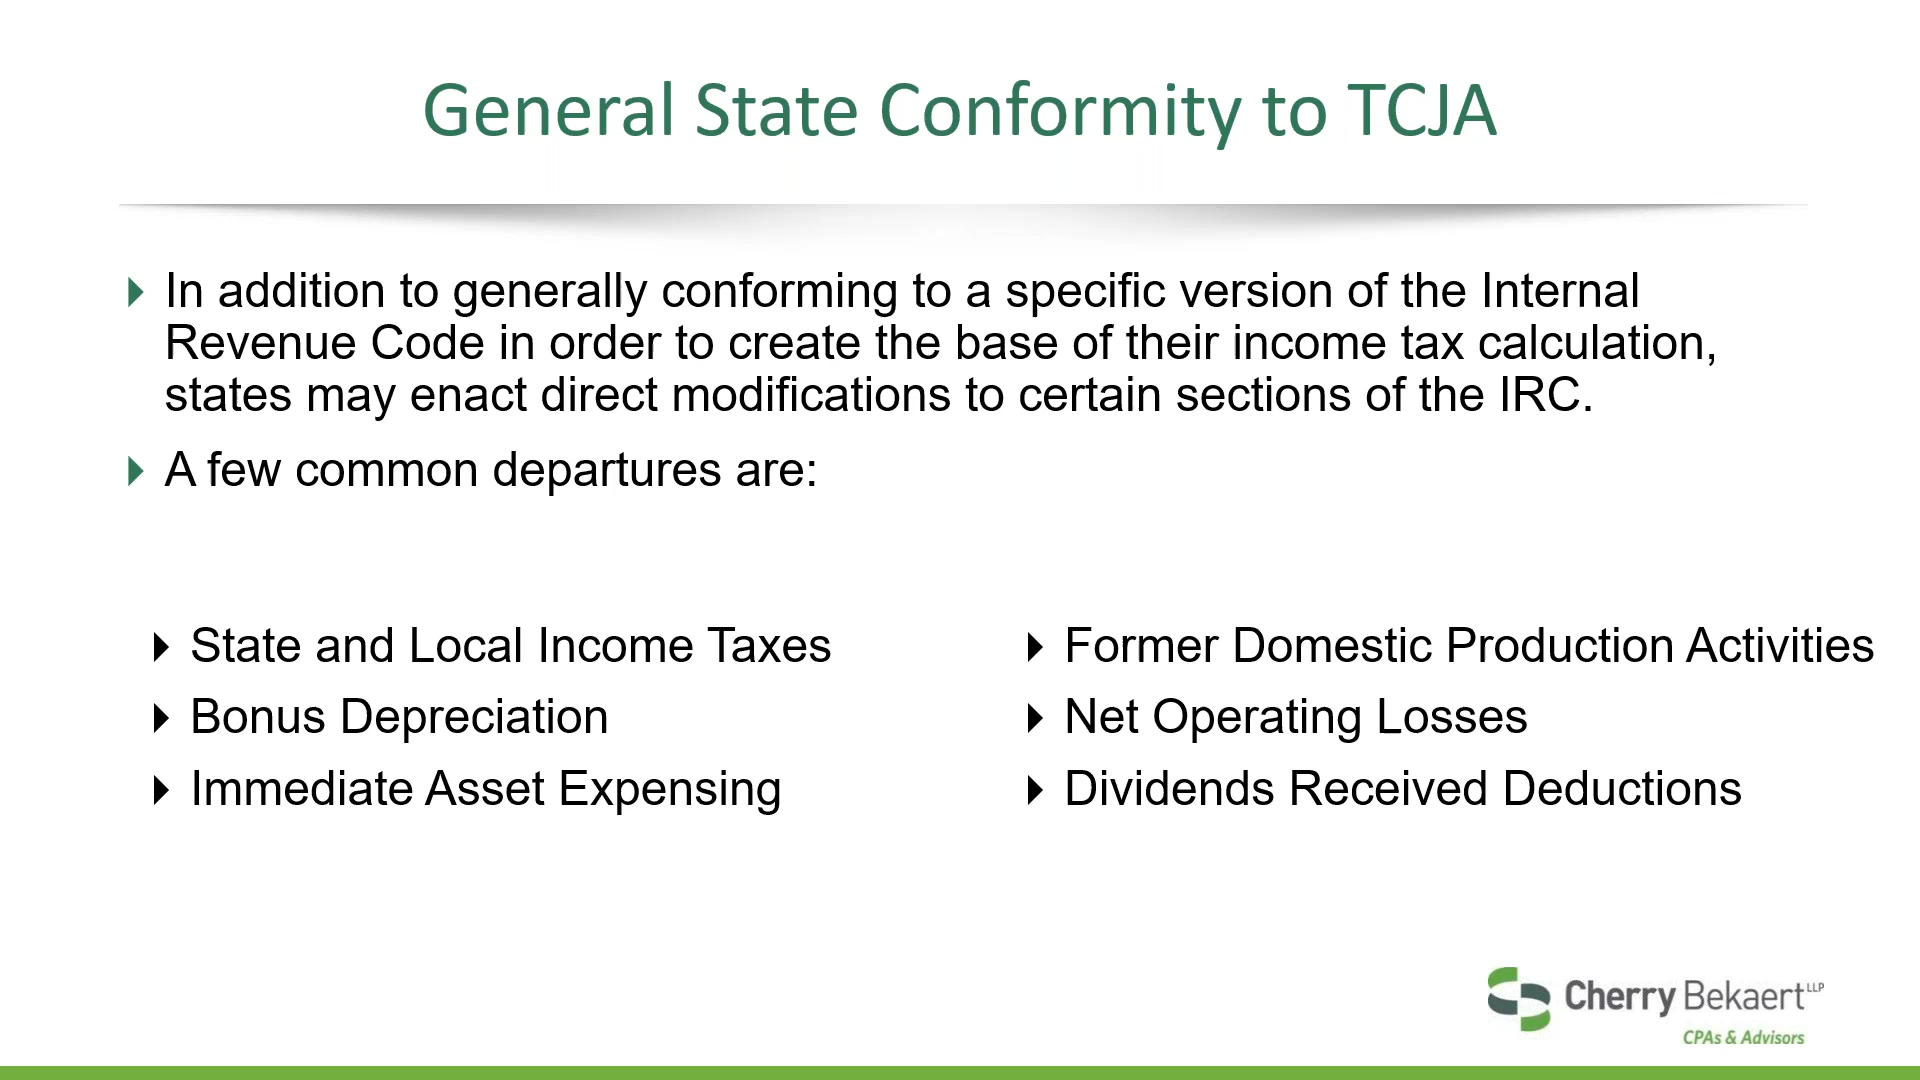 General State Conformity to TCJA
In addition to generally conforming to a specific version of the Internal
Revenue Code in order to create the base of their income tax calculation,
states may enact direct modifications to certain sections of the IRC.
A few common departures are:
State and Local Income Taxes
Bonus Depreciation
Immediate Asset Expensing
Former Domestic Production Activities
Net Operating Losses
Dividends Received Deductions
Cherry Bekaert LLP
CPAs & Advisors